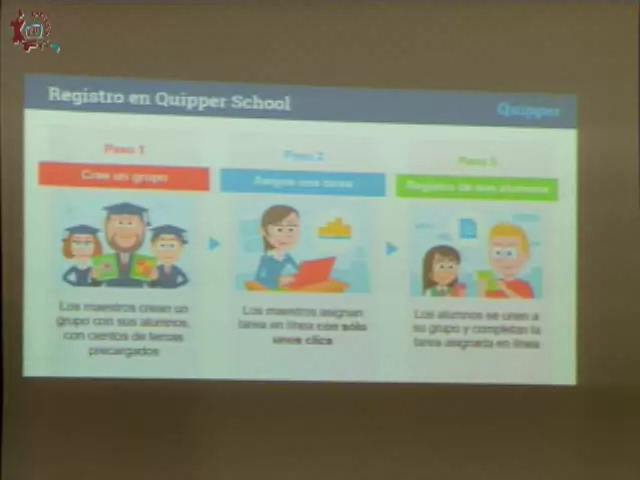 Registro en Quipper School
Quipper
Paso 1
Cree un grupo
Los maestros crean un
grupo con sus alumnos,
con cientos de temas
precargados
Paso 2
Asigne una tarea
Los maestros asignan
tarea en línea con sólo
unos clics
Paso 3
Registro de sus alumnos
Los alumnos se unen a
su grupo y completan la
tarea asignada en línea